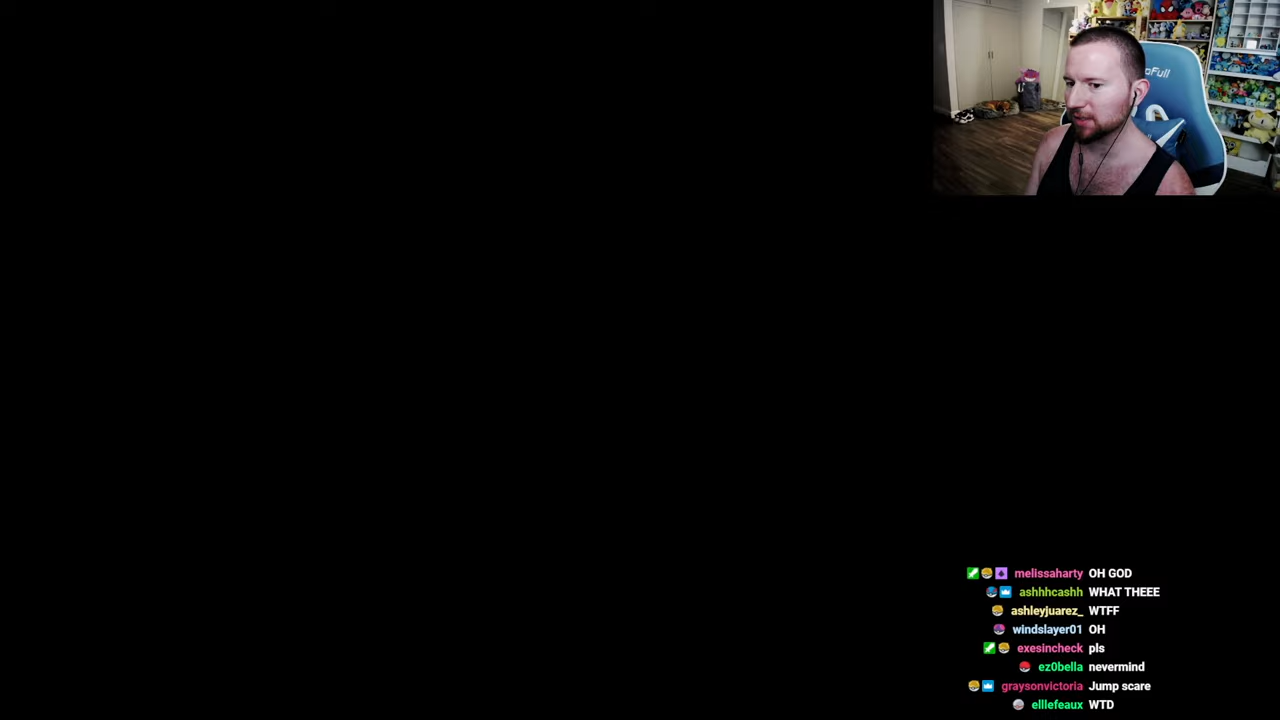 melissaharty OH GOD
ashhhcashh WHAT THEEE
ashleyjuarez_ WTFF
windslayer01 OH
exesincheck pls
ez0bella nevermind
graysonvictoria Jump scare
elllefeaux WTD